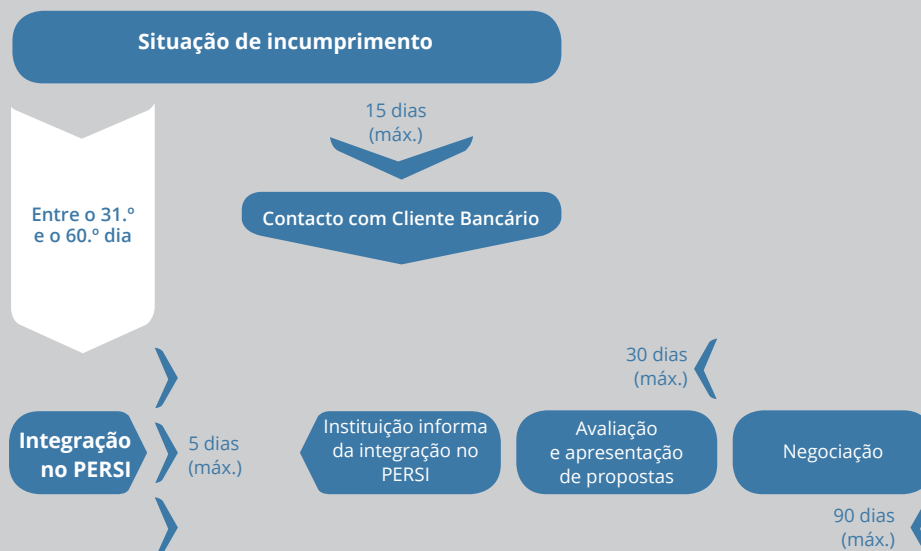 Situação de incumprimento
15 dias
(máx.)
Entre o 31.º
e o 60.º dia
Contacto com Cliente Bancário
30 dias
(máx.)
Integração
no PERSI
5 dias
(máx.)
Instituição informa
da integração no
PERSI
Avaliação
e apresentação
de propostas
Negociação
90 dias
(máx.)